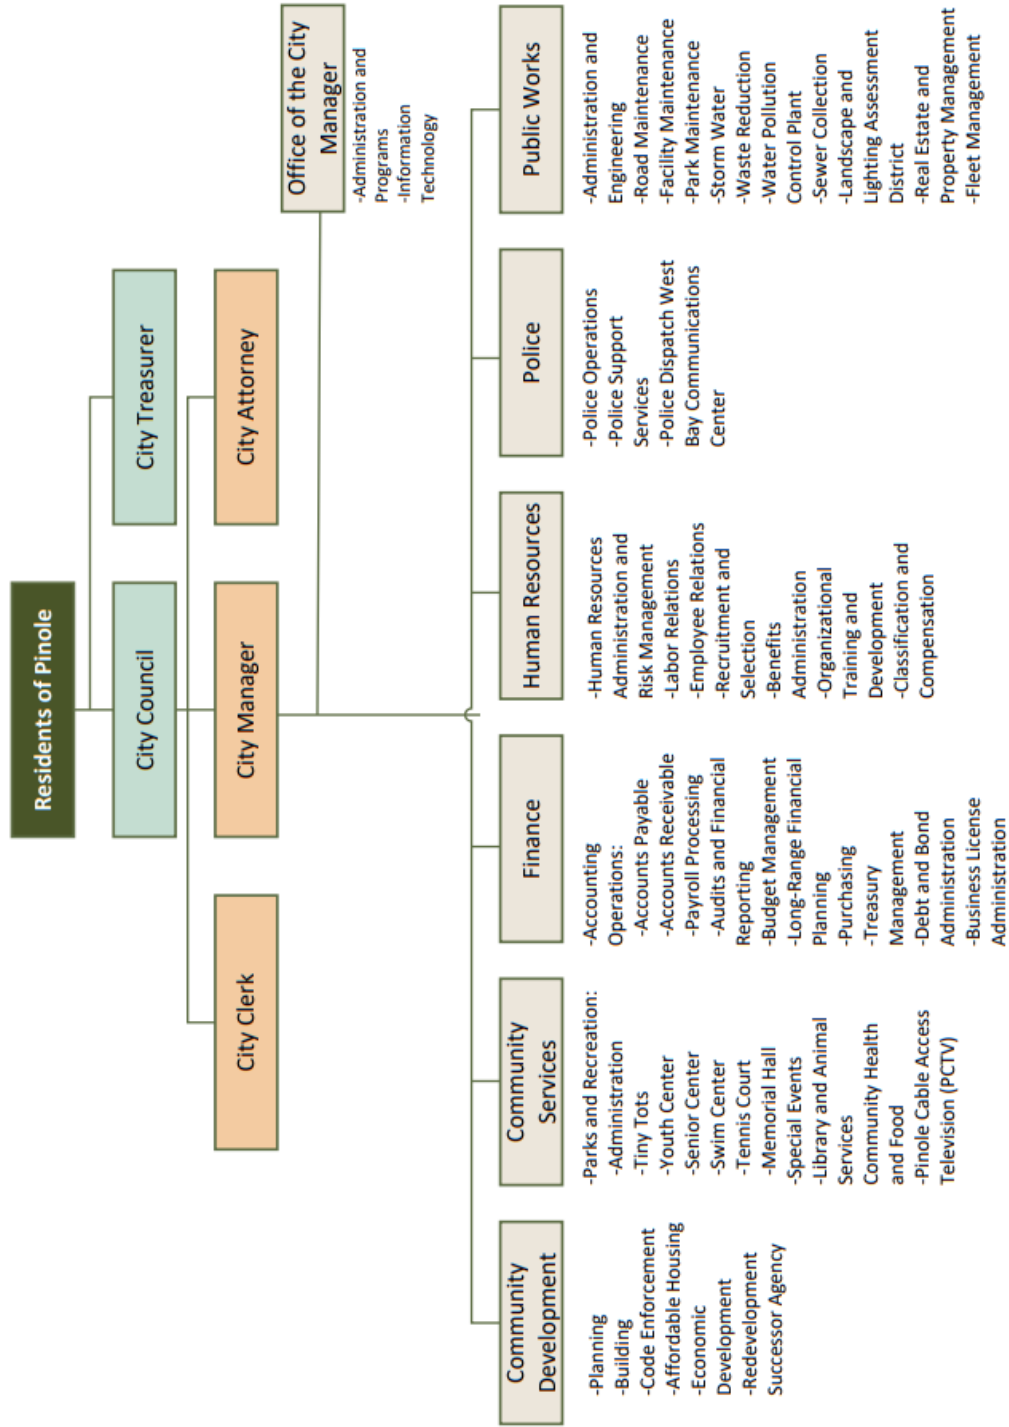 Residents of Pinole
City Council
City Treasurer
City Clerk
City Manager
City Attorney
Office of the City
Manager
-Administration and
Programs
-Information
Technology
Community
Development
-Planning
-Building
-Code Enforcement
-Affordable Housing
-Economic
Development
-Redevelopment
Successor Agency
Community
Services
-Parks and Recreation:
-Administration
-Tiny Tots
-Youth Center
-Senior Center
-Swim Center
-Tennis Court
-Memorial Hall
-Special Events
-Library and Animal
Services
Community Health
and Food
-Pinole Cable Access
Television (PCTV)
Finance
-Accounting
Operations:
-Accounts Payable
-Accounts Receivable
-Payroll Processing
-Audits and Financial
Reporting
-Budget Management
-Long-Range Financial
Planning
-Purchasing
-Treasury
Management
-Debt and Bond
Administration
-Business License
Administration
Human Resources
-Human Resources
Administration and
Risk Management
-Labor Relations
-Employee Relations
-Recruitment and
Selection
-Benefits
Administration
-Organizational
Training and
Development
-Classification and
Compensation
Police
-Police Operations
-Police Support
Services
-Police Dispatch West
Bay Communications
Center
Public Works
-Administration and
Engineering
-Road Maintenance
-Facility Maintenance
-Park Maintenance
-Storm Water
-Waste Reduction
-Water Pollution
Control Plant
-Sewer Collection
-Landscape and
Lighting Assessment
District
-Real Estate and
Property Management
-Fleet Management